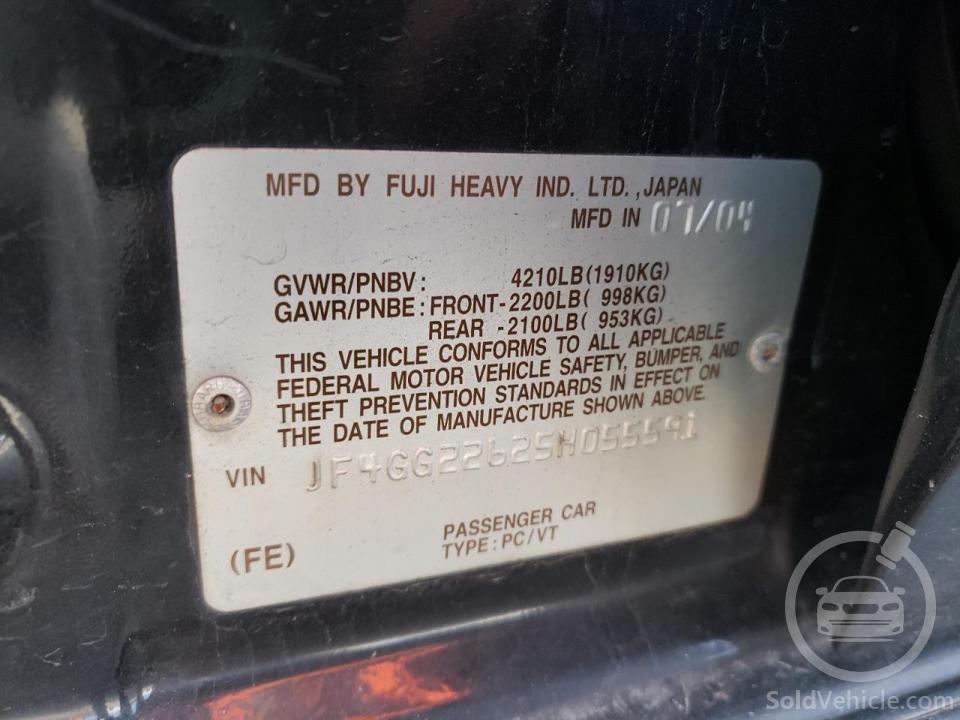 MFD BY FUJI HEAVY IND. LTD., JAPAN
MFD IN 07/04
GVWR/PNBV: 4210LB(1910KG)
GAWR/PNBE: FRONT-2200LB( 998KG)
REAR -2100LB( 953KG)
THIS VEHICLE CONFORMS TO ALL APPLICABLE
FEDERAL MOTOR VEHICLE SAFETY, BUMPER, AND
THEFT PREVENTION STANDARDS IN EFFECT ON
THE DATE OF MANUFACTURE SHOWN ABOVE.
VIN JF4GG22625H055591
PASSENGER CAR
(FE) TYPE: PC/VT
SoldVehicle.com